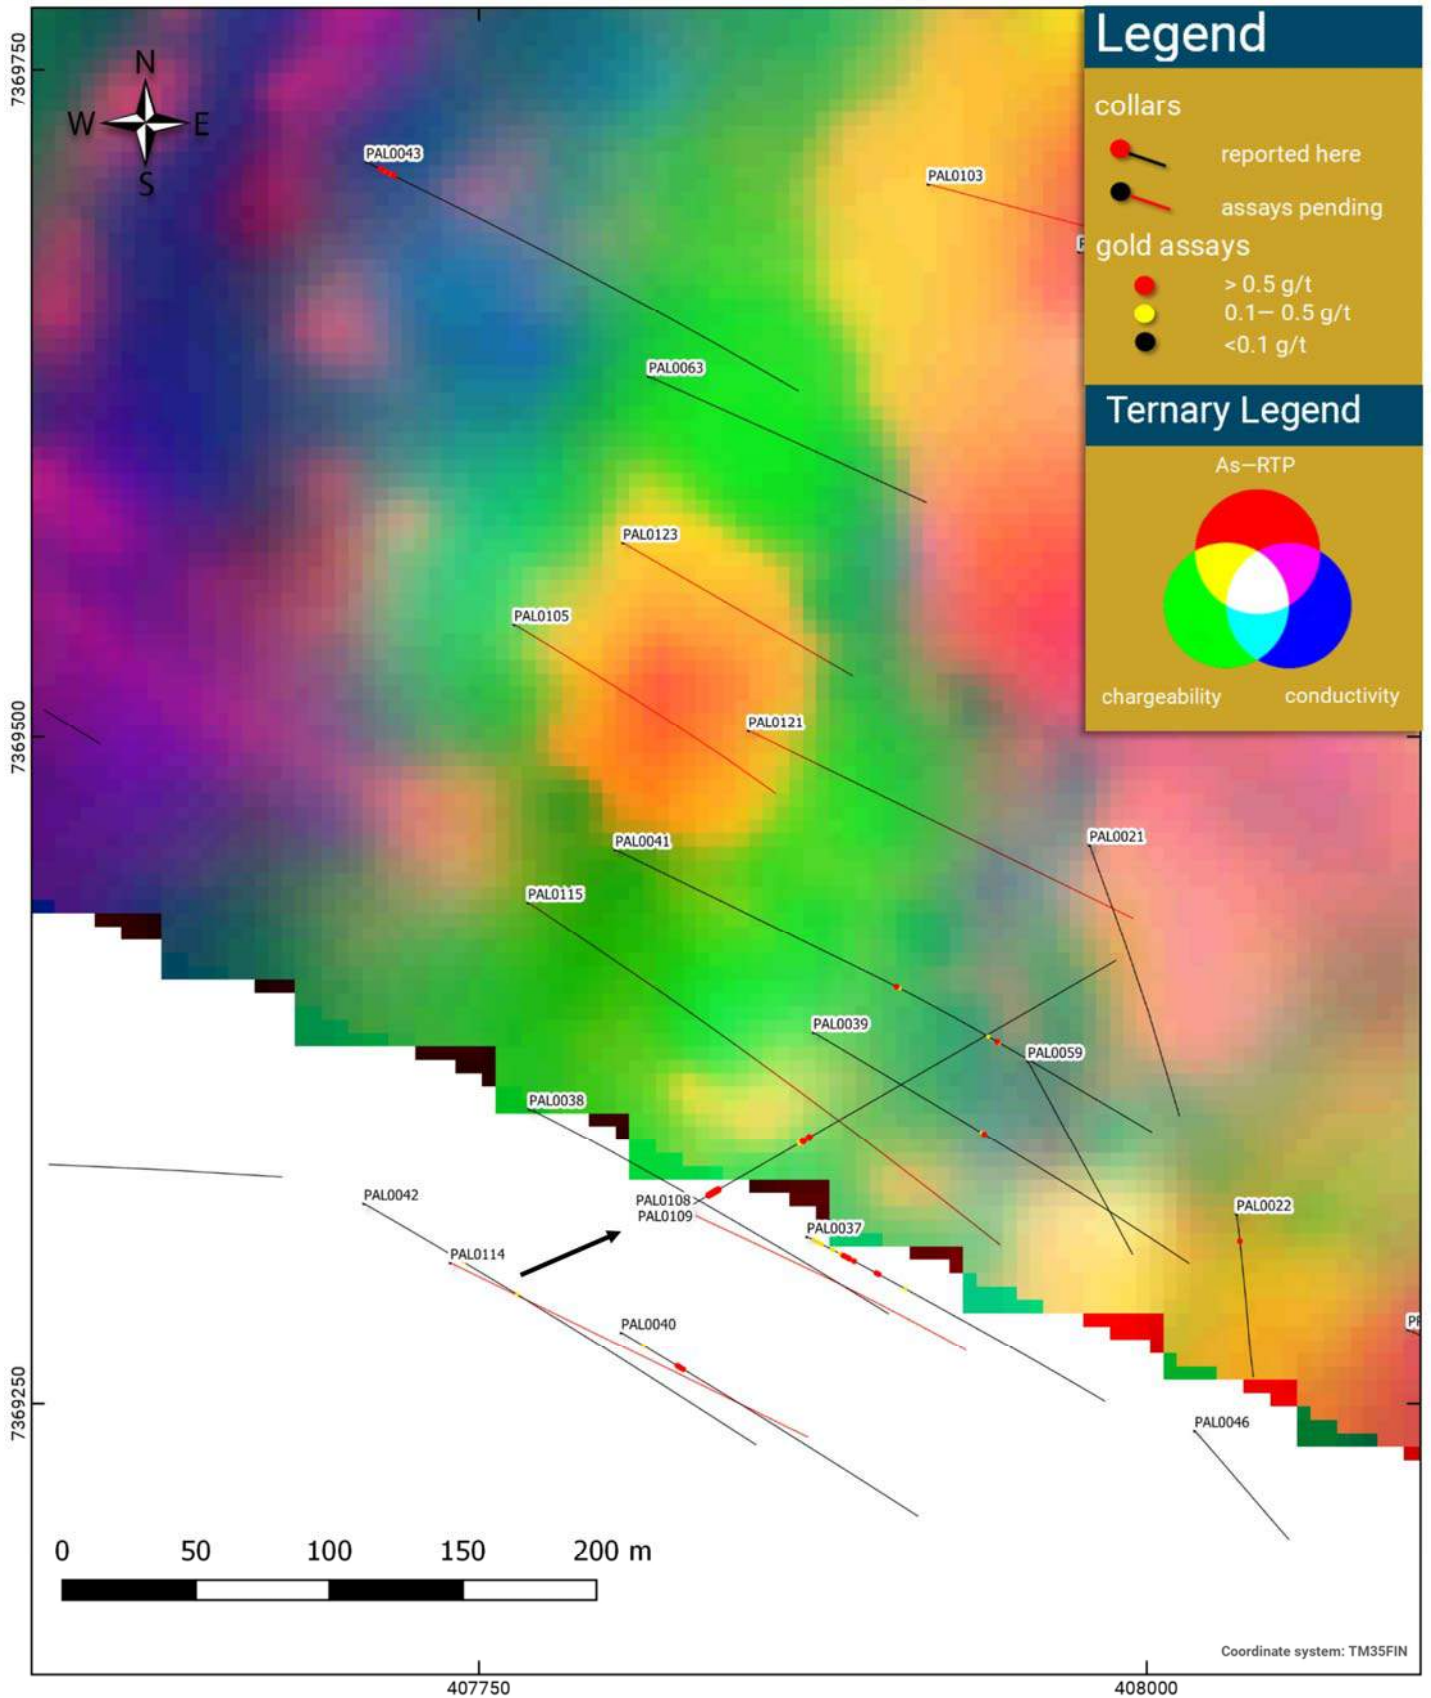 Legend
collars
reported here
assays pending
gold assays
> 0.5 g/t
0.1– 0.5 g/t
<0.1 g/t
Ternary Legend
As–RTP
chargeability
conductivity
N
W
E
S
7369750
7369500
7369250
PAL0043
PAL0103
PAL0063
PAL0123
PAL0105
PAL0121
PAL0021
PAL0041
PAL0115
PAL0039
PAL0059
PAL0038
PAL0042
PAL0108
PAL0109
PAL0022
PAL0037
PAL0114
PAL0040
PAL0046
0 50 100 150 200 m
Coordinate system: TM35FIN
407750
408000